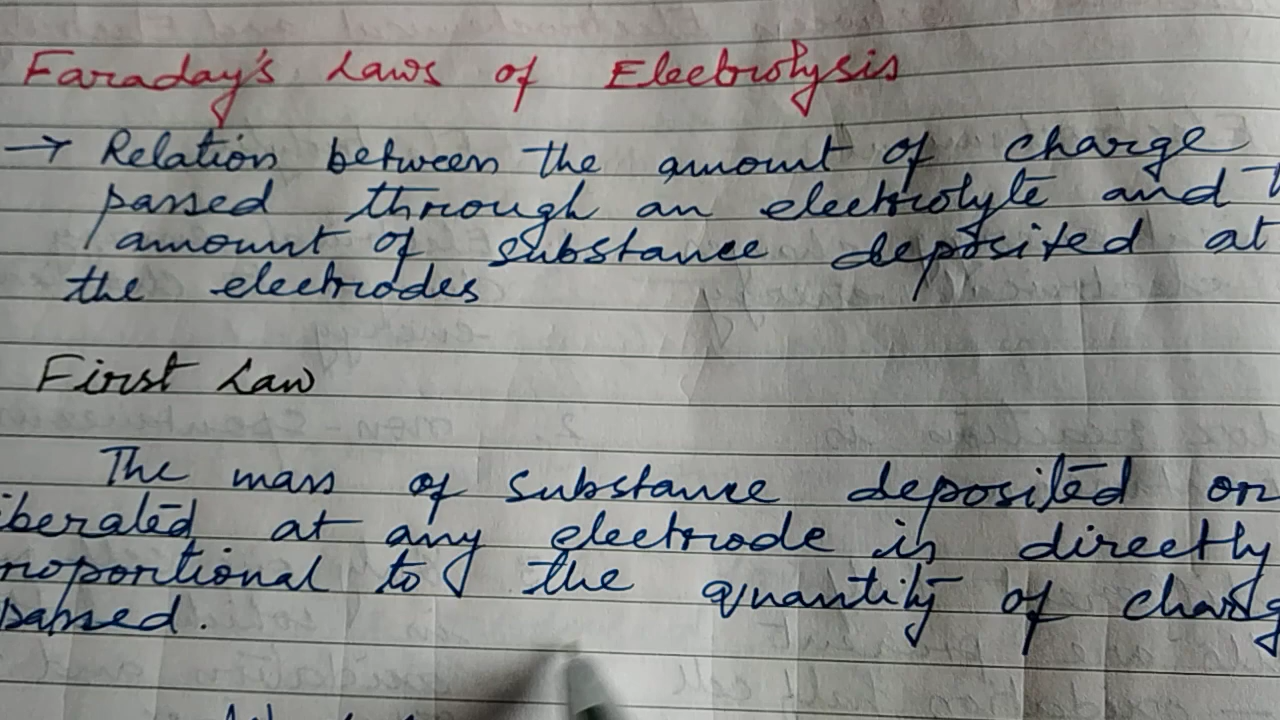 Faraday's Laws of Electrolysis
→ Relation between the amount of charge
passed through an electrolyte and
amount of substance deposited at
the electrodes
First Law
The mass of substance deposited or
iberated at any electrode is directly
roportional to the quantity of charg
passed.